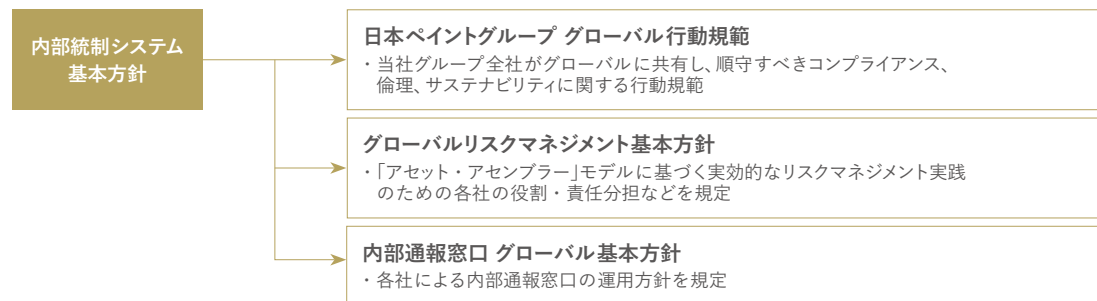 内部統制システム
基本方針
日本ペイントグループ グローバル行動規範
・当社グループ全社がグローバルに共有し、順守すべきコンプライアンス、
倫理、サステナビリティに関する行動規範
グローバルリスクマネジメント基本方針
・「アセット・アセンブラー」モデルに基づく実効的なリスクマネジメント実践
のための各社の役割・責任分担などを規定
内部通報窓口 グローバル基本方針
・各社による内部通報窓口の運用方針を規定